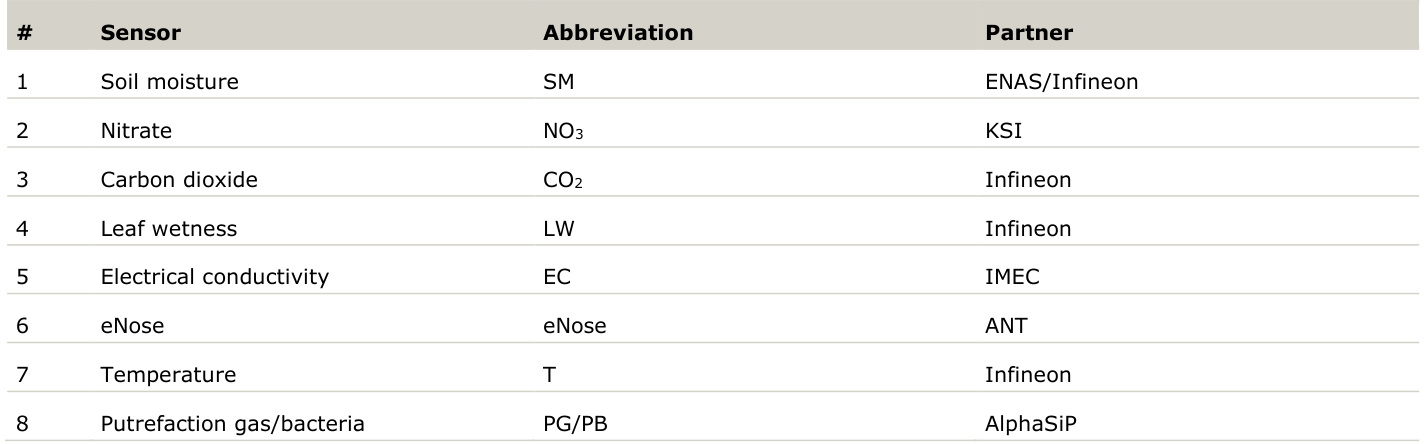 # Sensor Abbreviation Partner
1 Soil moisture SM ENAS/Infineon
2 Nitrate NO₃ KSI
3 Carbon dioxide CO₂ Infineon
4 Leaf wetness LW Infineon
5 Electrical conductivity EC IMEC
6 eNose eNose ANT
7 Temperature T Infineon
8 Putrefaction gas/bacteria PG/PB AlphaSiP